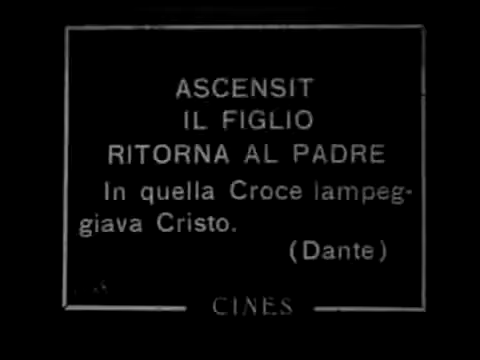 ASCENSIT
IL FIGLIO
RITORNA AL PADRE
In quella Croce lampeg-
giava Cristo.
(Dante)
CINES